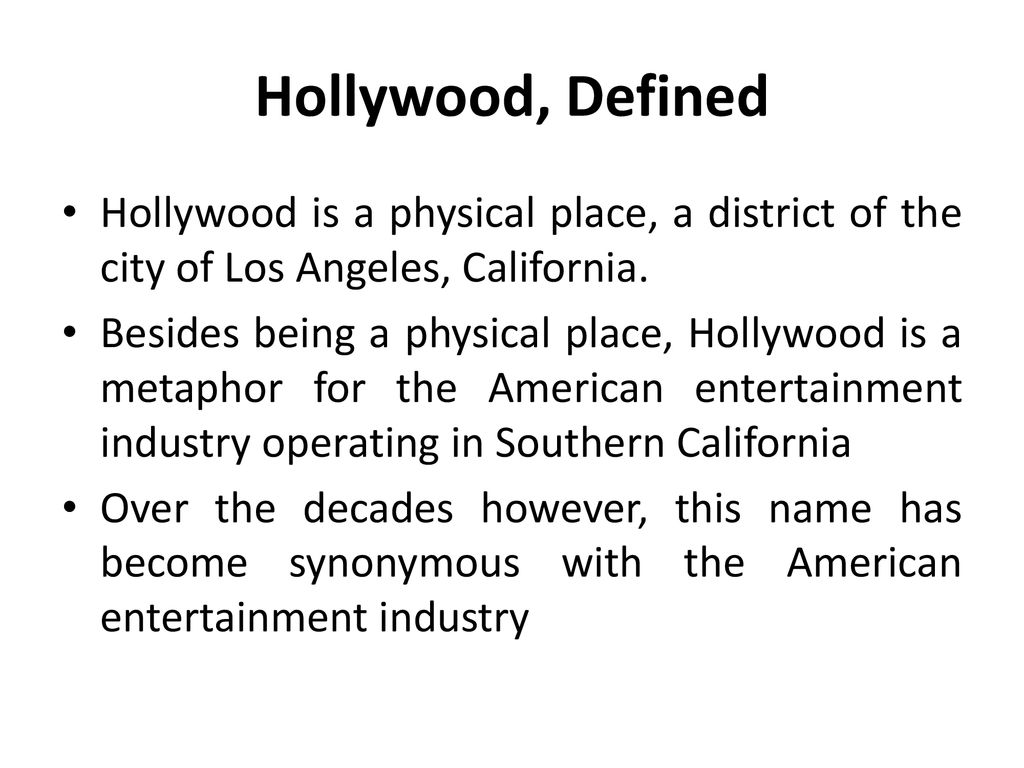 Hollywood, Defined
• Hollywood is a physical place, a district of the
city of Los Angeles, California.
• Besides being a physical place, Hollywood is a
metaphor for the American entertainment
industry operating in Southern California
• Over the decades however, this name has
become synonymous with the American
entertainment industry